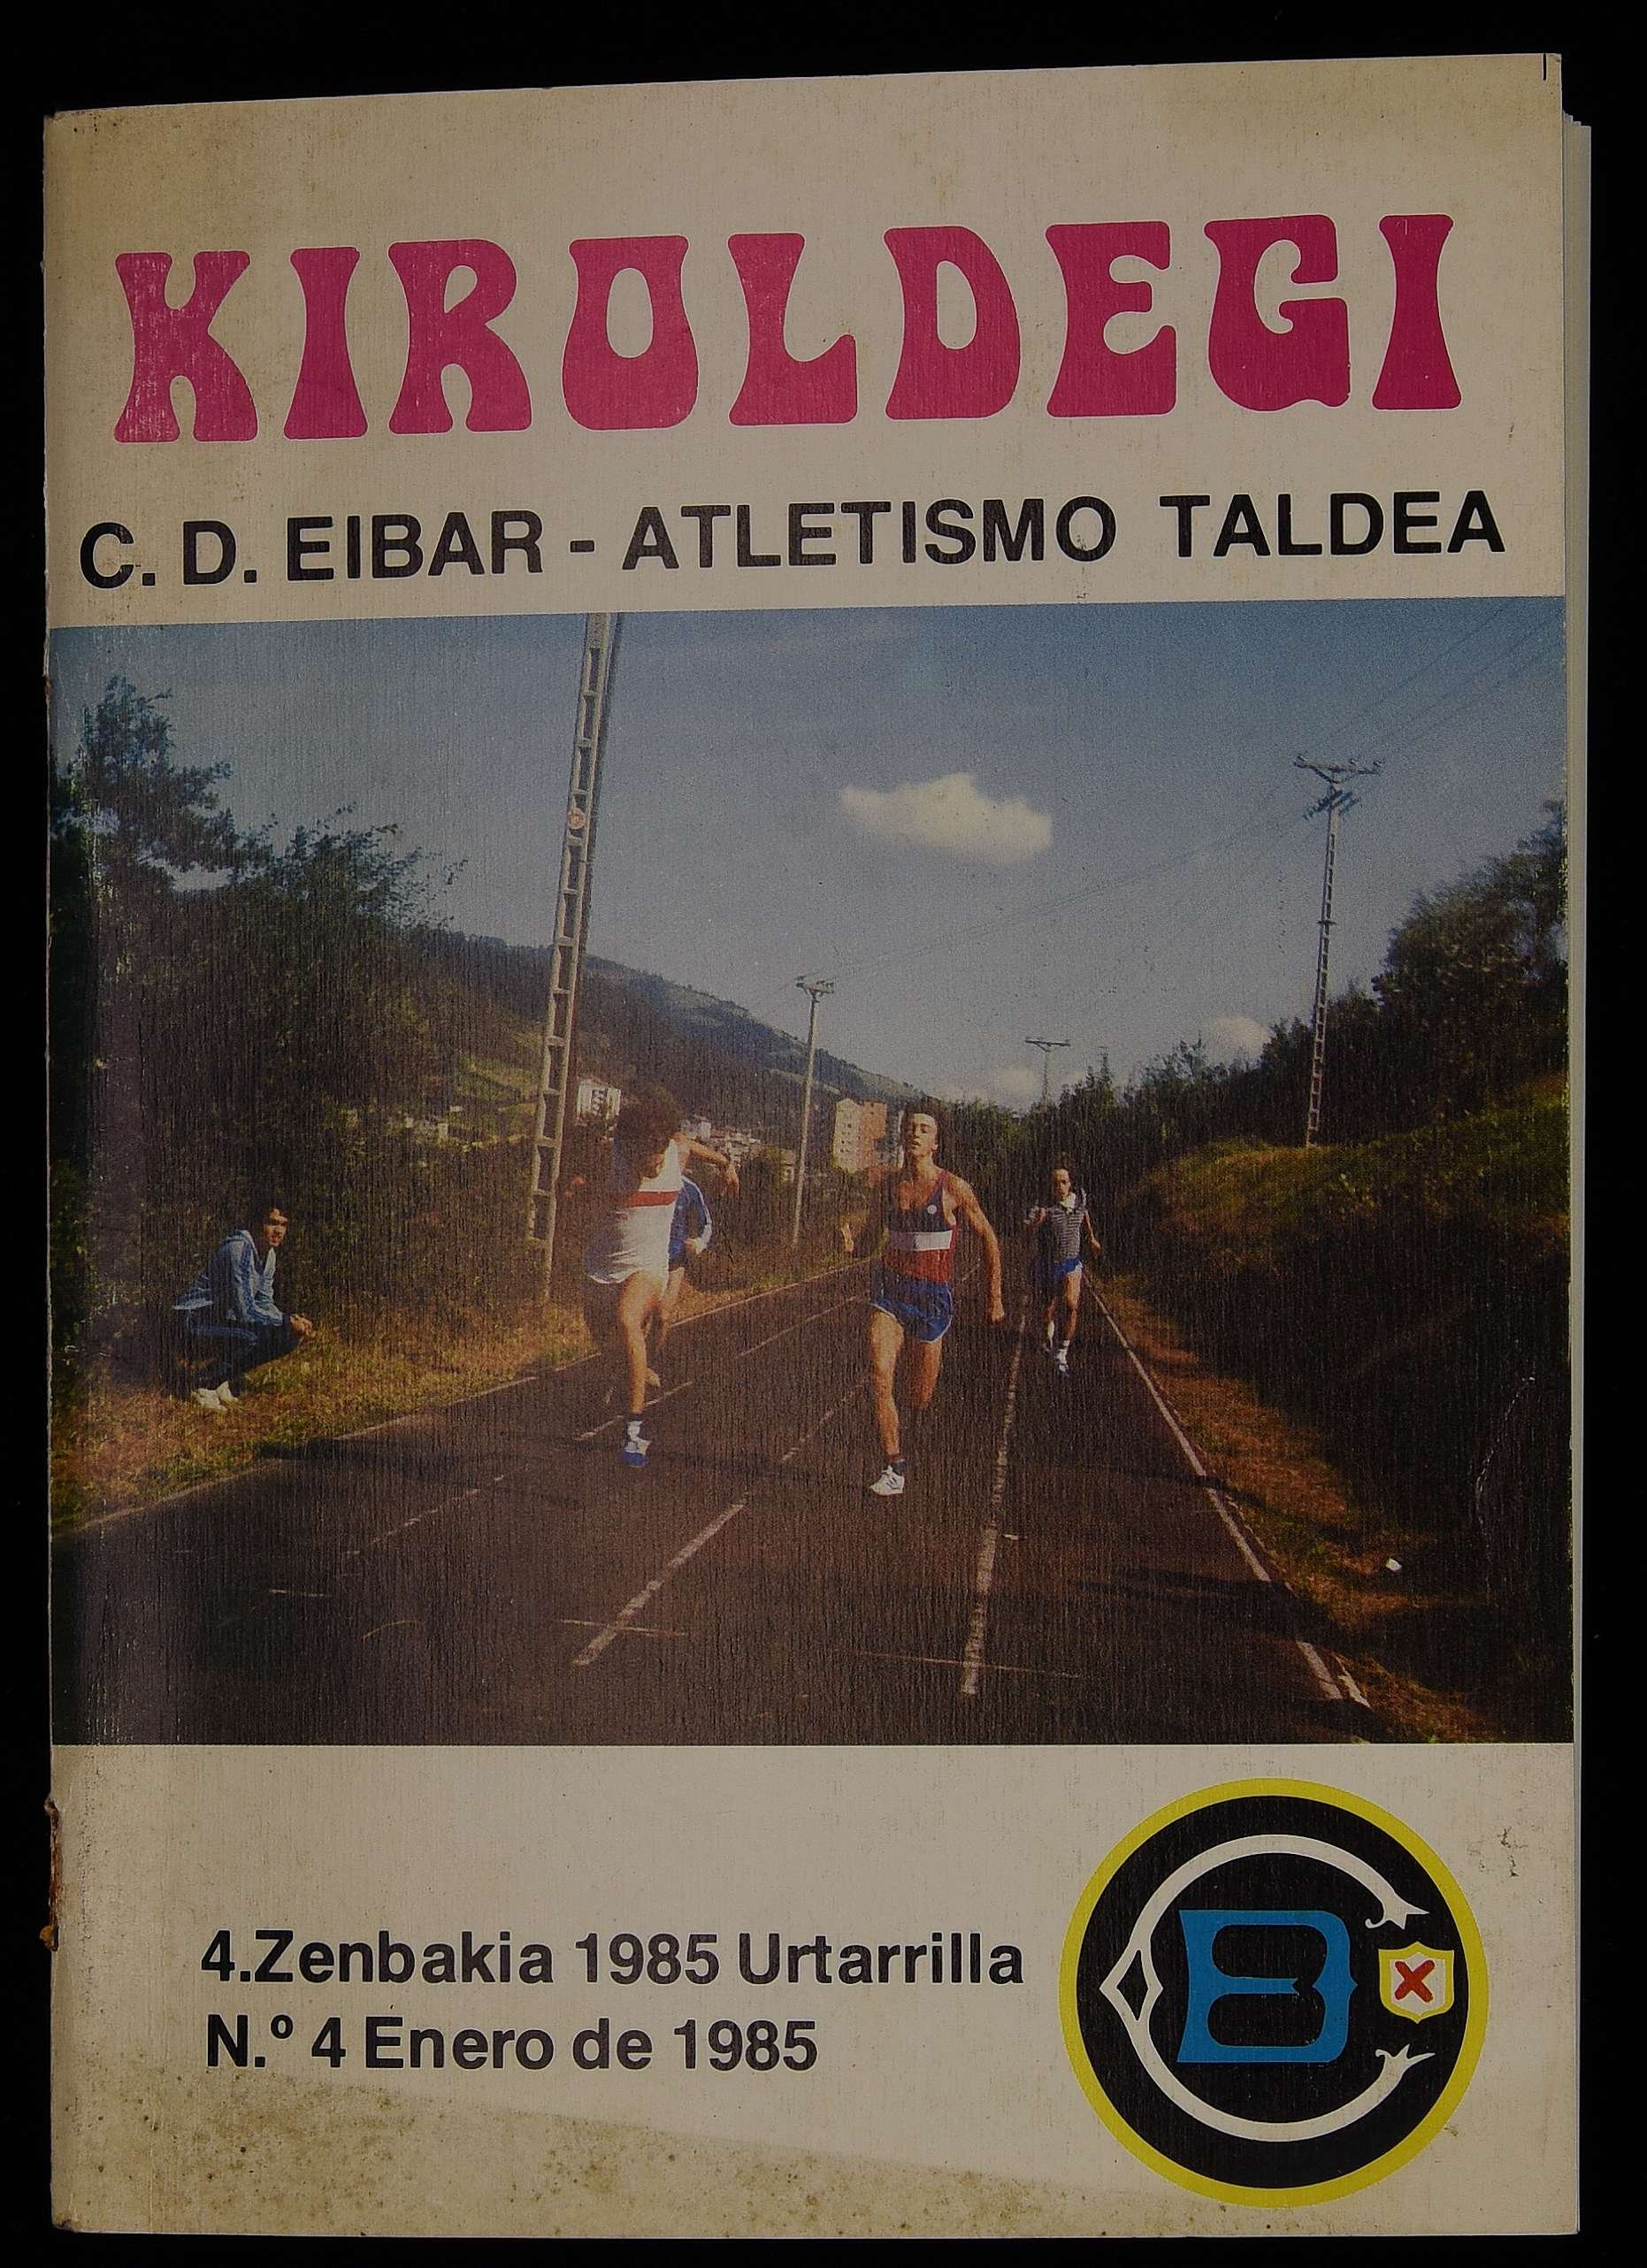 KIROLDEGI
C. D. EIBAR - ATLETISMO TALDEA
4.Zenbakia 1985 Urtarrilla
N.º 4 Enero de 1985